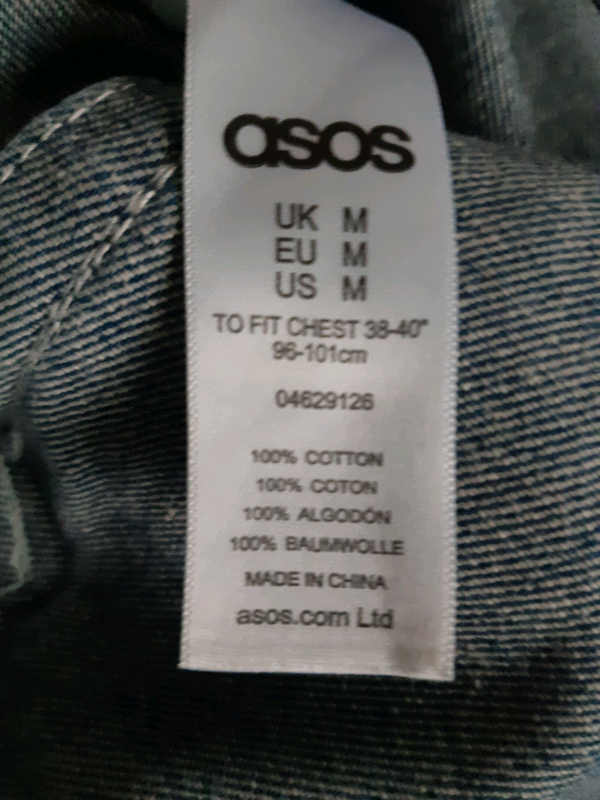 asos
UK M
EU M
US M
TO FIT CHEST 38-40"
96-101cm
04629126
100% COTTON
100% COTON
100% ALGODÓN
100% BAUMWOLLE
MADE IN CHINA
asos.com Ltd